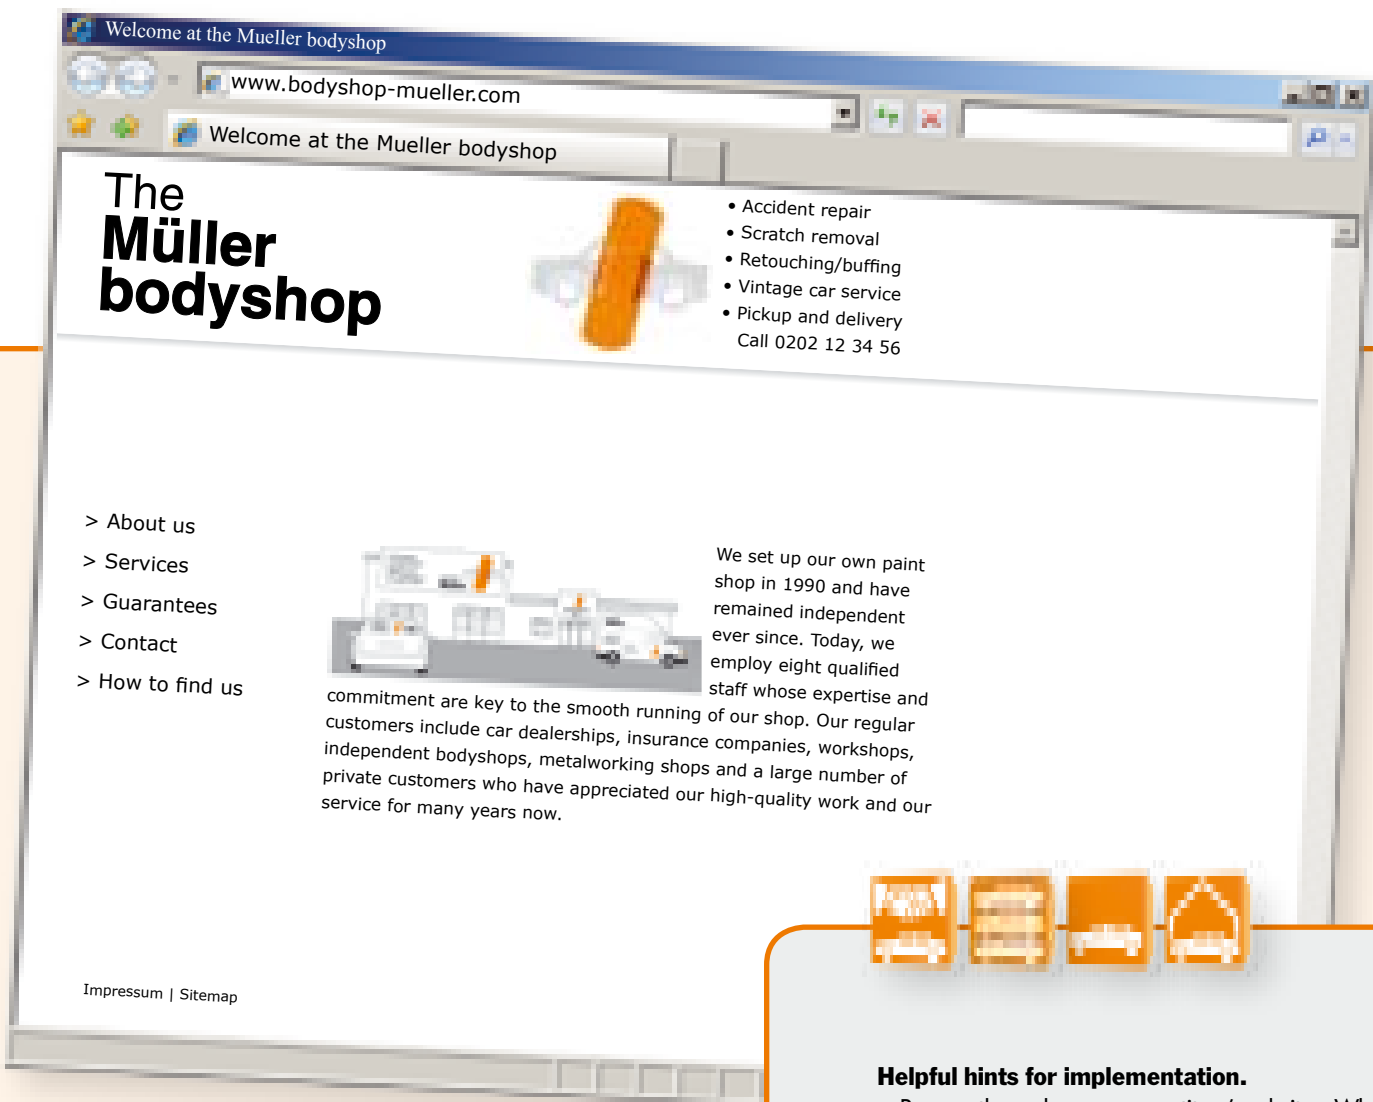 Welcome at the Mueller bodyshop
www.bodyshop-mueller.com
Welcome at the Mueller bodyshop
The
Müller
bodyshop
• Accident repair
• Scratch removal
• Retouching/buffing
• Vintage car service
• Pickup and delivery
Call 0202 12 34 56
> About us
> Services
> Guarantees
> Contact
> How to find us
We set up our own paint
shop in 1990 and have
remained independent
ever since. Today, we
employ eight qualified
staff whose expertise and
commitment are key to the smooth running of our shop. Our regular
customers include car dealerships, insurance companies, workshops,
independent bodyshops, metalworking shops and a large number of
private customers who have appreciated our high-quality work and our
service for many years now.
Impressum | Sitemap
Helpful hints for implementation.